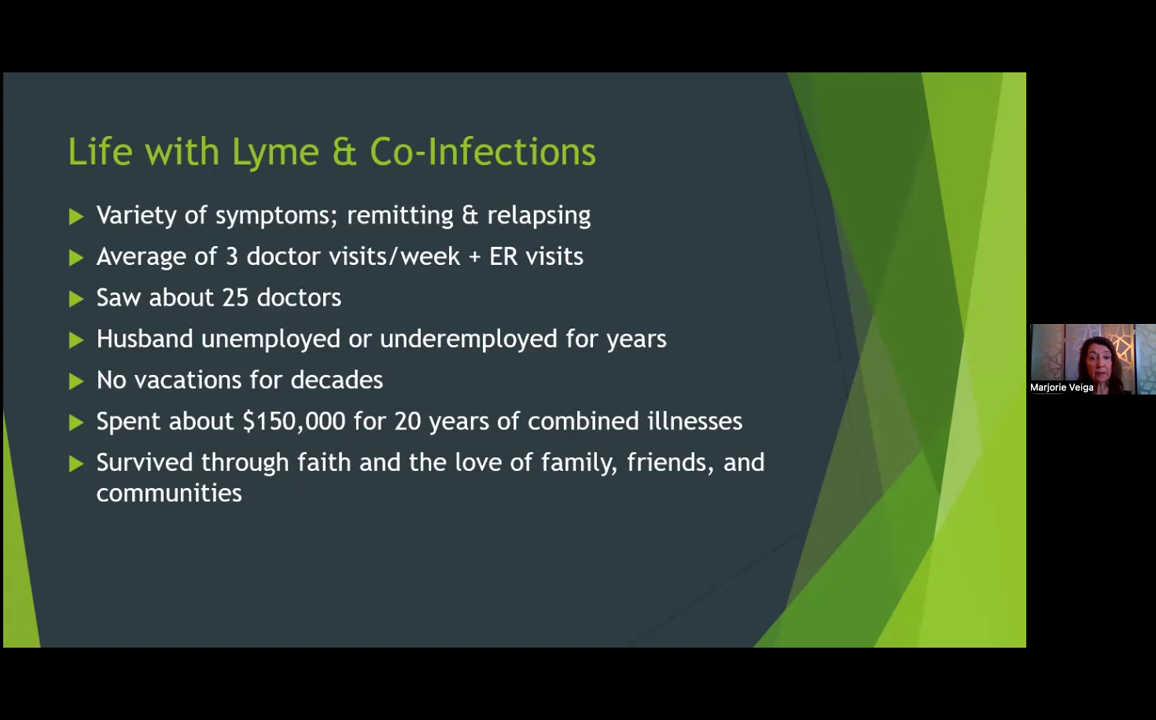 Life with Lyme & Co-Infections
Variety of symptoms; remitting & relapsing
Average of 3 doctor visits/week + ER visits
Saw about 25 doctors
Husband unemployed or underemployed for years
No vacations for decades
Spent about $150,000 for 20 years of combined illnesses
Survived through faith and the love of family, friends, and
communities
Marjorie Veiga